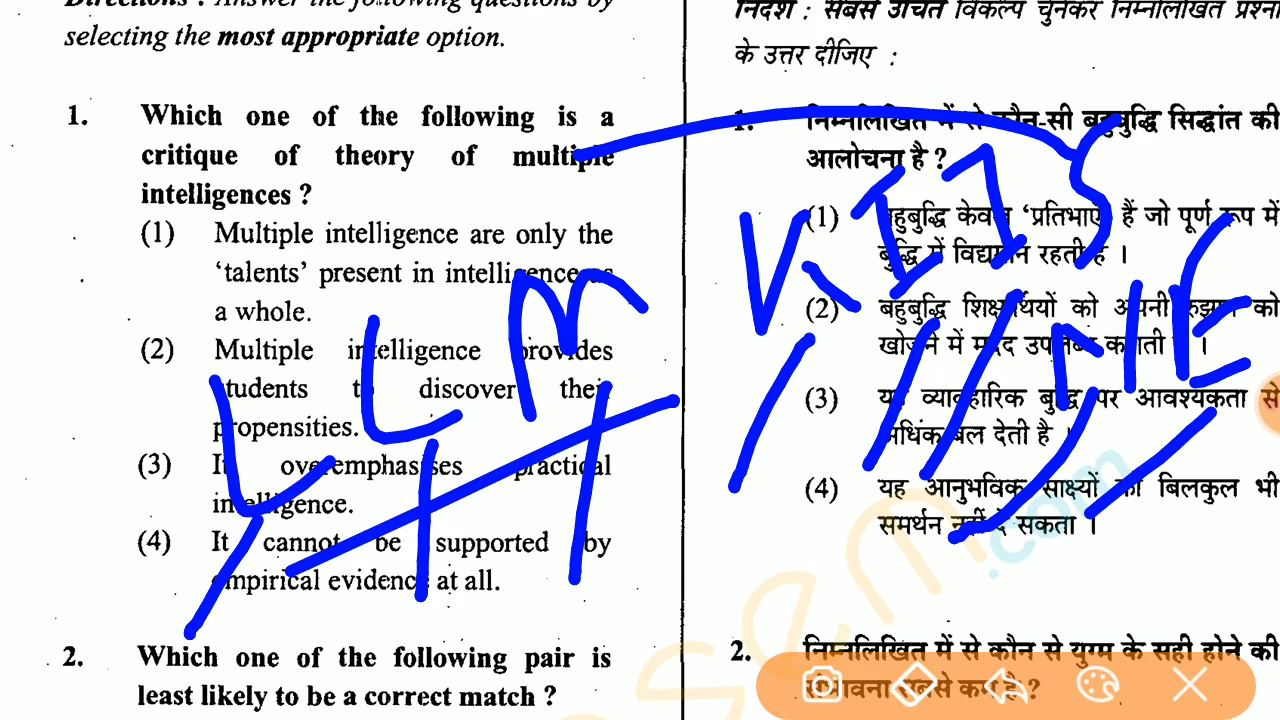 Directions : Answer the following questions by
selecting the most appropriate option.
1. Which one of the following is a
critique of theory of multiple
intelligences ?
(1) Multiple intelligence are only the
‘talents’ present in intelligence as
a whole.
(2) Multiple intelligence provides
students to discover their
propensities.
(3) It overemphasises practical
intelligence.
(4) It cannot be supported by
empirical evidence at all.
2. Which one of the following pair is
least likely to be a correct match ?
निर्देश : सबसे उचित विकल्प चुनकर निम्नलिखित प्रश्नों
के उत्तर दीजिए :
1. निम्नलिखित में से कौन-सी बहुबुद्धि सिद्धांत की
आलोचना है ?
(1) बहुबुद्धि केवल ‘प्रतिभाएँ’ हैं जो पूर्ण रूप में
बुद्धि में विद्यमान रहती है ।
(2) बहुबुद्धि शिक्षार्थियों को अपनी रुझान को
खोजने में मदद उपलब्ध कराती है ।
(3) यह व्यावहारिक बुद्धि पर आवश्यकता से
अधिक बल देती है ।
(4) यह आनुभविक साक्ष्यों का बिलकुल भी
समर्थन नहीं दे सकता ।
2. निम्नलिखित में से कौन से युग्म के सही होने की
संभावना सबसे कम है ?